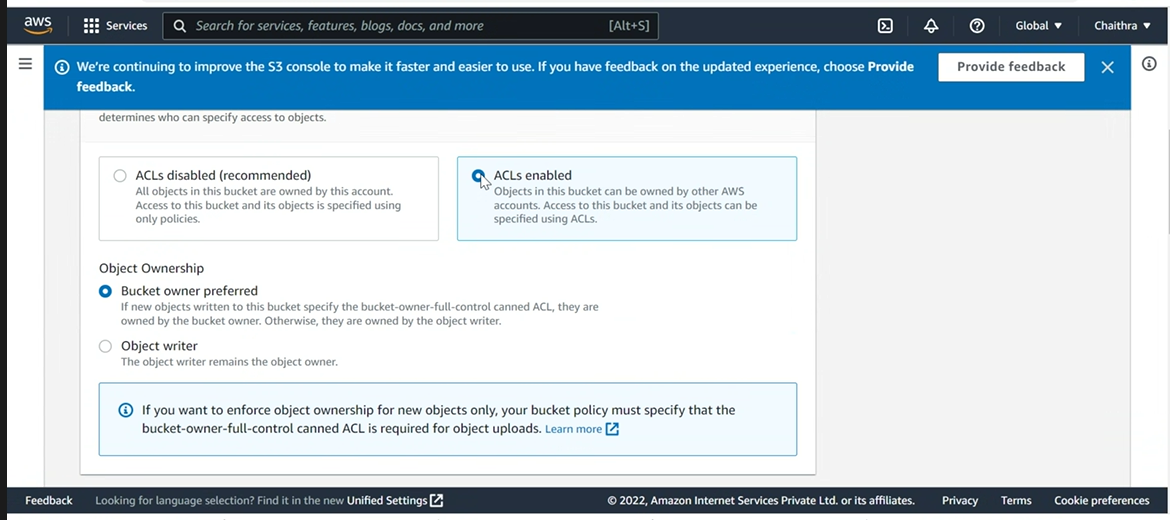 aws
Services
Search for services, features, blogs, docs, and more
[Alt+S]
Global
Chaithra
We're continuing to improve the S3 console to make it faster and easier to use. If you have feedback on the updated experience, choose Provide
feedback.
Provide feedback
determines who can specify access to objects.
ACLs disabled (recommended)
All objects in this bucket are owned by this account.
Access to this bucket and its objects is specified using
only policies.
ACLs enabled
Objects in this bucket can be owned by other AWS
accounts. Access to this bucket and its objects can be
specified using ACLs.
Object Ownership
Bucket owner preferred
If new objects written to this bucket specify the bucket-owner-full-control canned ACL, they are
owned by the bucket owner. Otherwise, they are owned by the object writer.
Object writer
The object writer remains the object owner.
If you want to enforce object ownership for new objects only, your bucket policy must specify that the
bucket-owner-full-control canned ACL is required for object uploads. Learn more
Feedback
Looking for language selection? Find it in the new Unified Settings
© 2022, Amazon Internet Services Private Ltd. or its affiliates.
Privacy
Terms
Cookie preferences